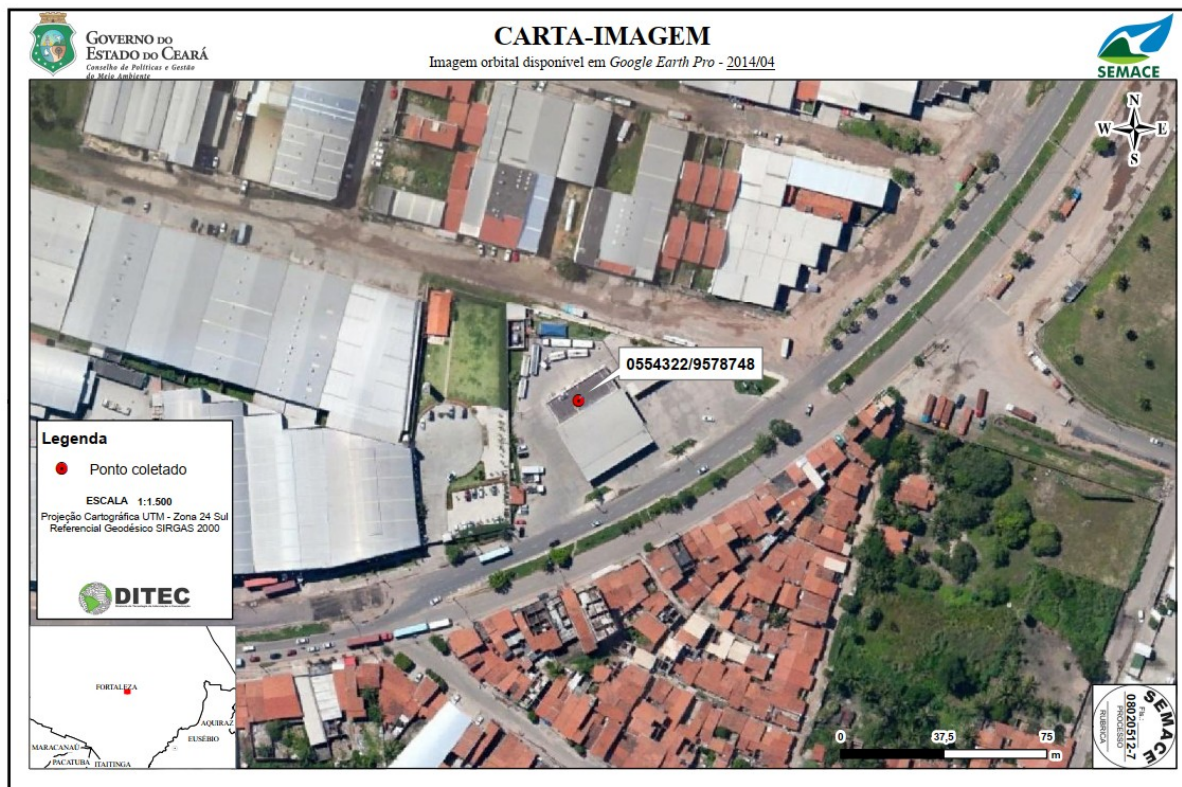 GOVERNO DO
ESTADO DO CEARÁ
Conselho de Políticas e Gestão
do Meio Ambiente
CARTA-IMAGEM
Imagem orbital disponível em Google Earth Pro - 2014/04
SEMACE
N
W E
S
0554322/9578748
Legenda
Ponto coletado
ESCALA 1:1.500
Projeção Cartográfica UTM - Zona 24 Sul
Referencial Geodésico SIRGAS 2000
DITEC
FORTALEZA
AQUIRAZ
EUSÉBIO
MARACANAÚ
PACATUBA
ITAITINGA
0 37,5 75
m
SEMACE
Fls.:
08020512-7
PROCESSO
RUBRICA